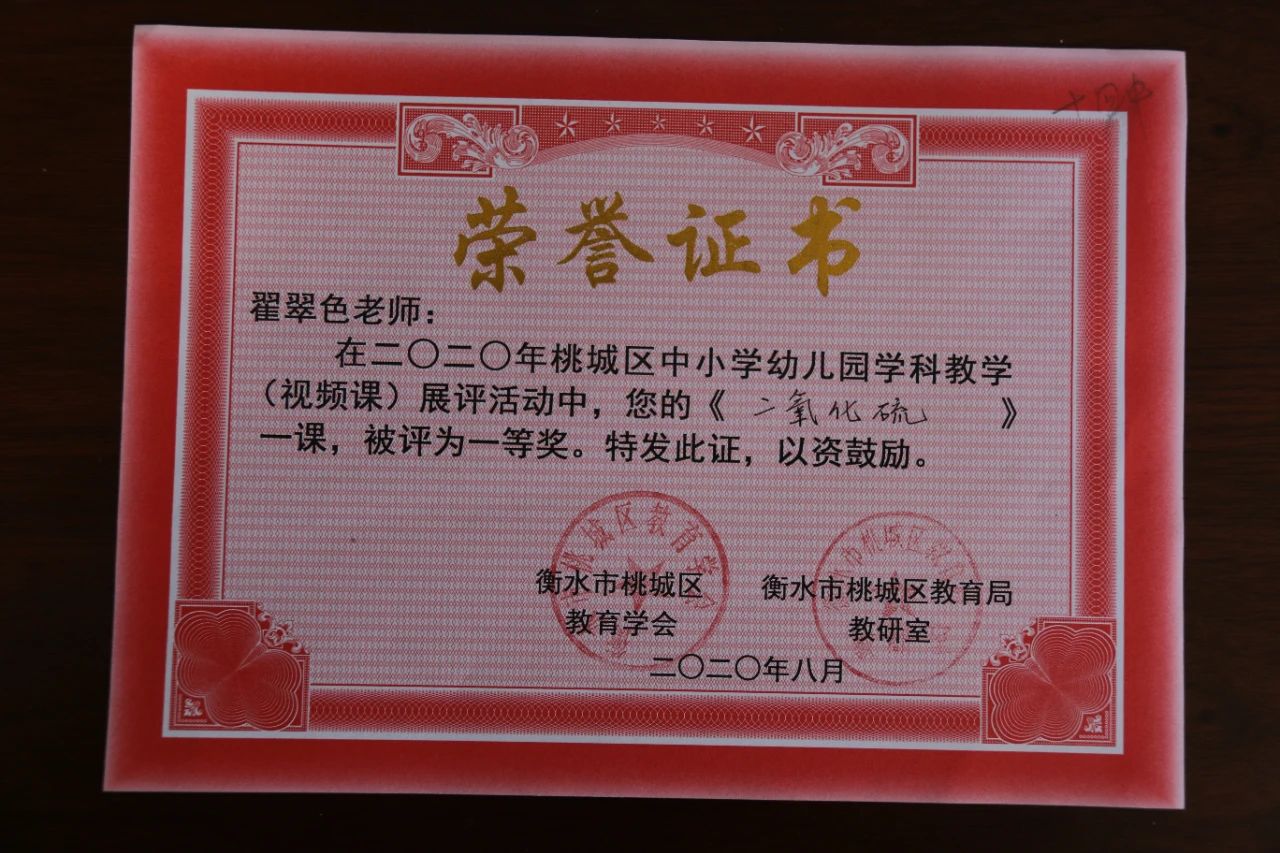 十四中
荣誉证书
翟翠色老师：
在二〇二〇年桃城区中小学幼儿园学科教学
（视频课）展评活动中，您的《二氧化硫》
一课，被评为一等奖。特发此证，以资鼓励。
衡水市桃城区
教育学会
衡水市桃城区教育局
教研室
二〇二〇年八月